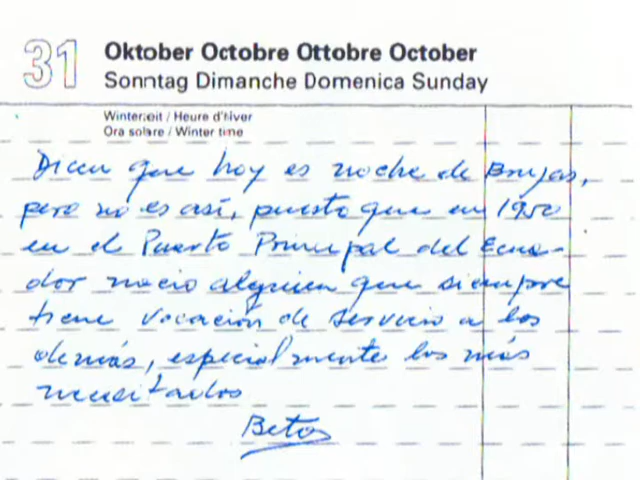 31
Oktober Octobre Ottobre October
Sonntag Dimanche Domenica Sunday
Winterzeit / Heure d'hiver
Ora solare / Winter time
Dicen que hoy es noche de Brujas,
pero no es así, puesto que en 1950
en el Puerto Principal del Ecua-
dor nacio alguien que siempre
tiene vocación de servicio a los
demás, especialmente los más
necesitados
Betos